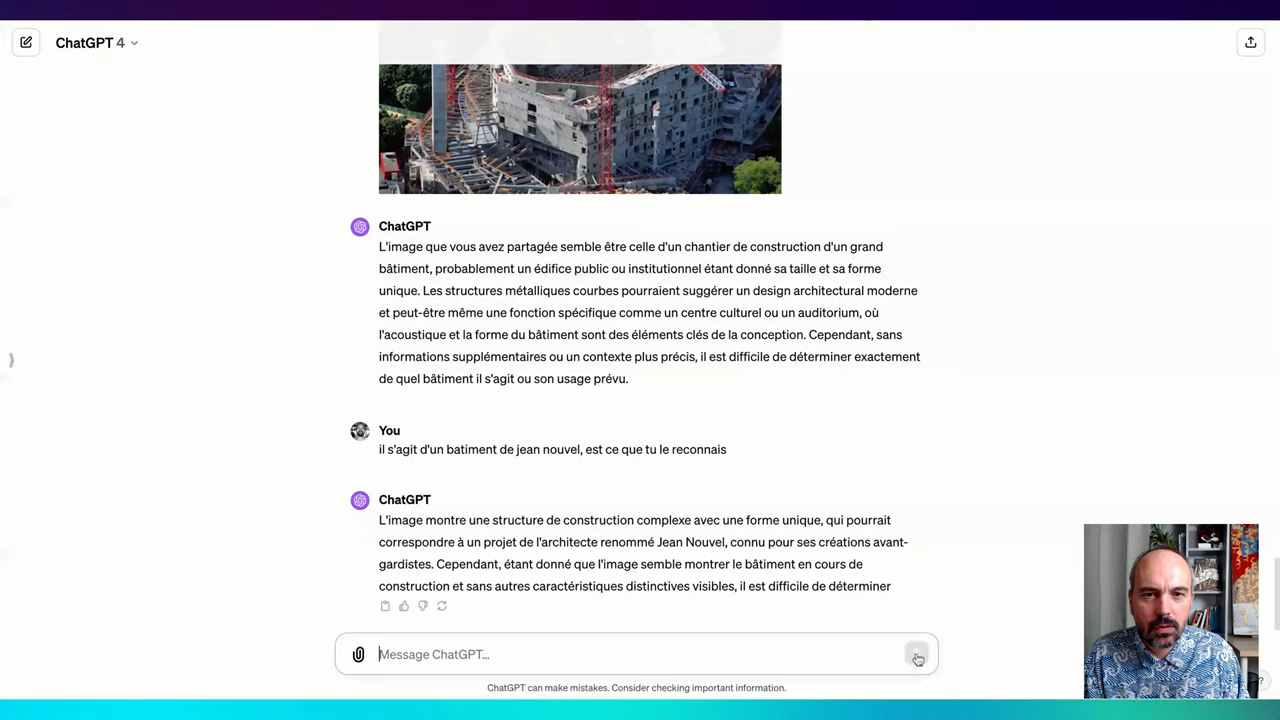 ChatGPT 4
ChatGPT
L'image que vous avez partagée semble être celle d'un chantier de construction d'un grand
bâtiment, probablement un édifice public ou institutionnel étant donné sa taille et sa forme
unique. Les structures métalliques courbes pourraient suggérer un design architectural moderne
et peut-être même une fonction spécifique comme un centre culturel ou un auditorium, où
l'acoustique et la forme du bâtiment sont des éléments clés de la conception. Cependant, sans
informations supplémentaires ou un contexte plus précis, il est difficile de déterminer exactement
de quel bâtiment il s'agit ou son usage prévu.
You
il s'agit d'un batiment de jean nouvel, est ce que tu le reconnais
ChatGPT
L'image montre une structure de construction complexe avec une forme unique, qui pourrait
correspondre à un projet de l'architecte renommé Jean Nouvel, connu pour ses créations avant-
gardistes. Cependant, étant donné que l'image semble montrer le bâtiment en cours de
construction et sans autres caractéristiques distinctives visibles, il est difficile de déterminer
Message ChatGPT...
ChatGPT can make mistakes. Consider checking important information.
?